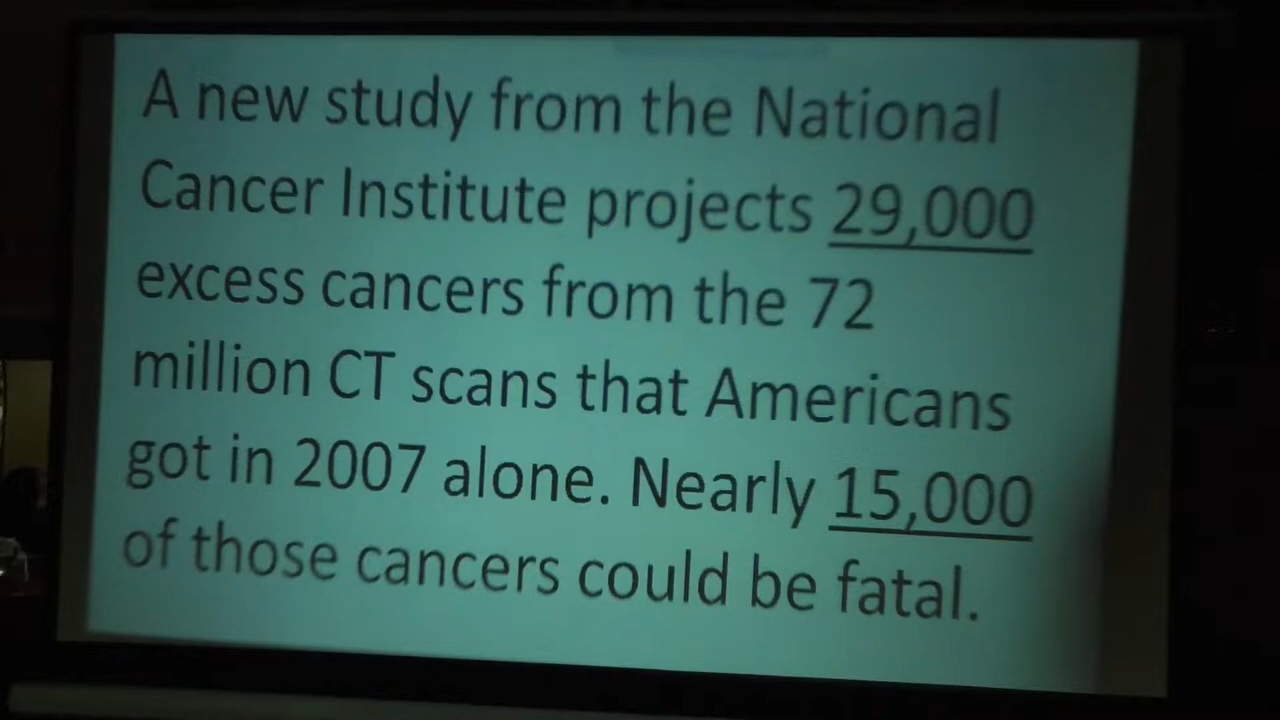 A new study from the National
Cancer Institute projects 29,000
excess cancers from the 72
million CT scans that Americans
got in 2007 alone. Nearly 15,000
of those cancers could be fatal.